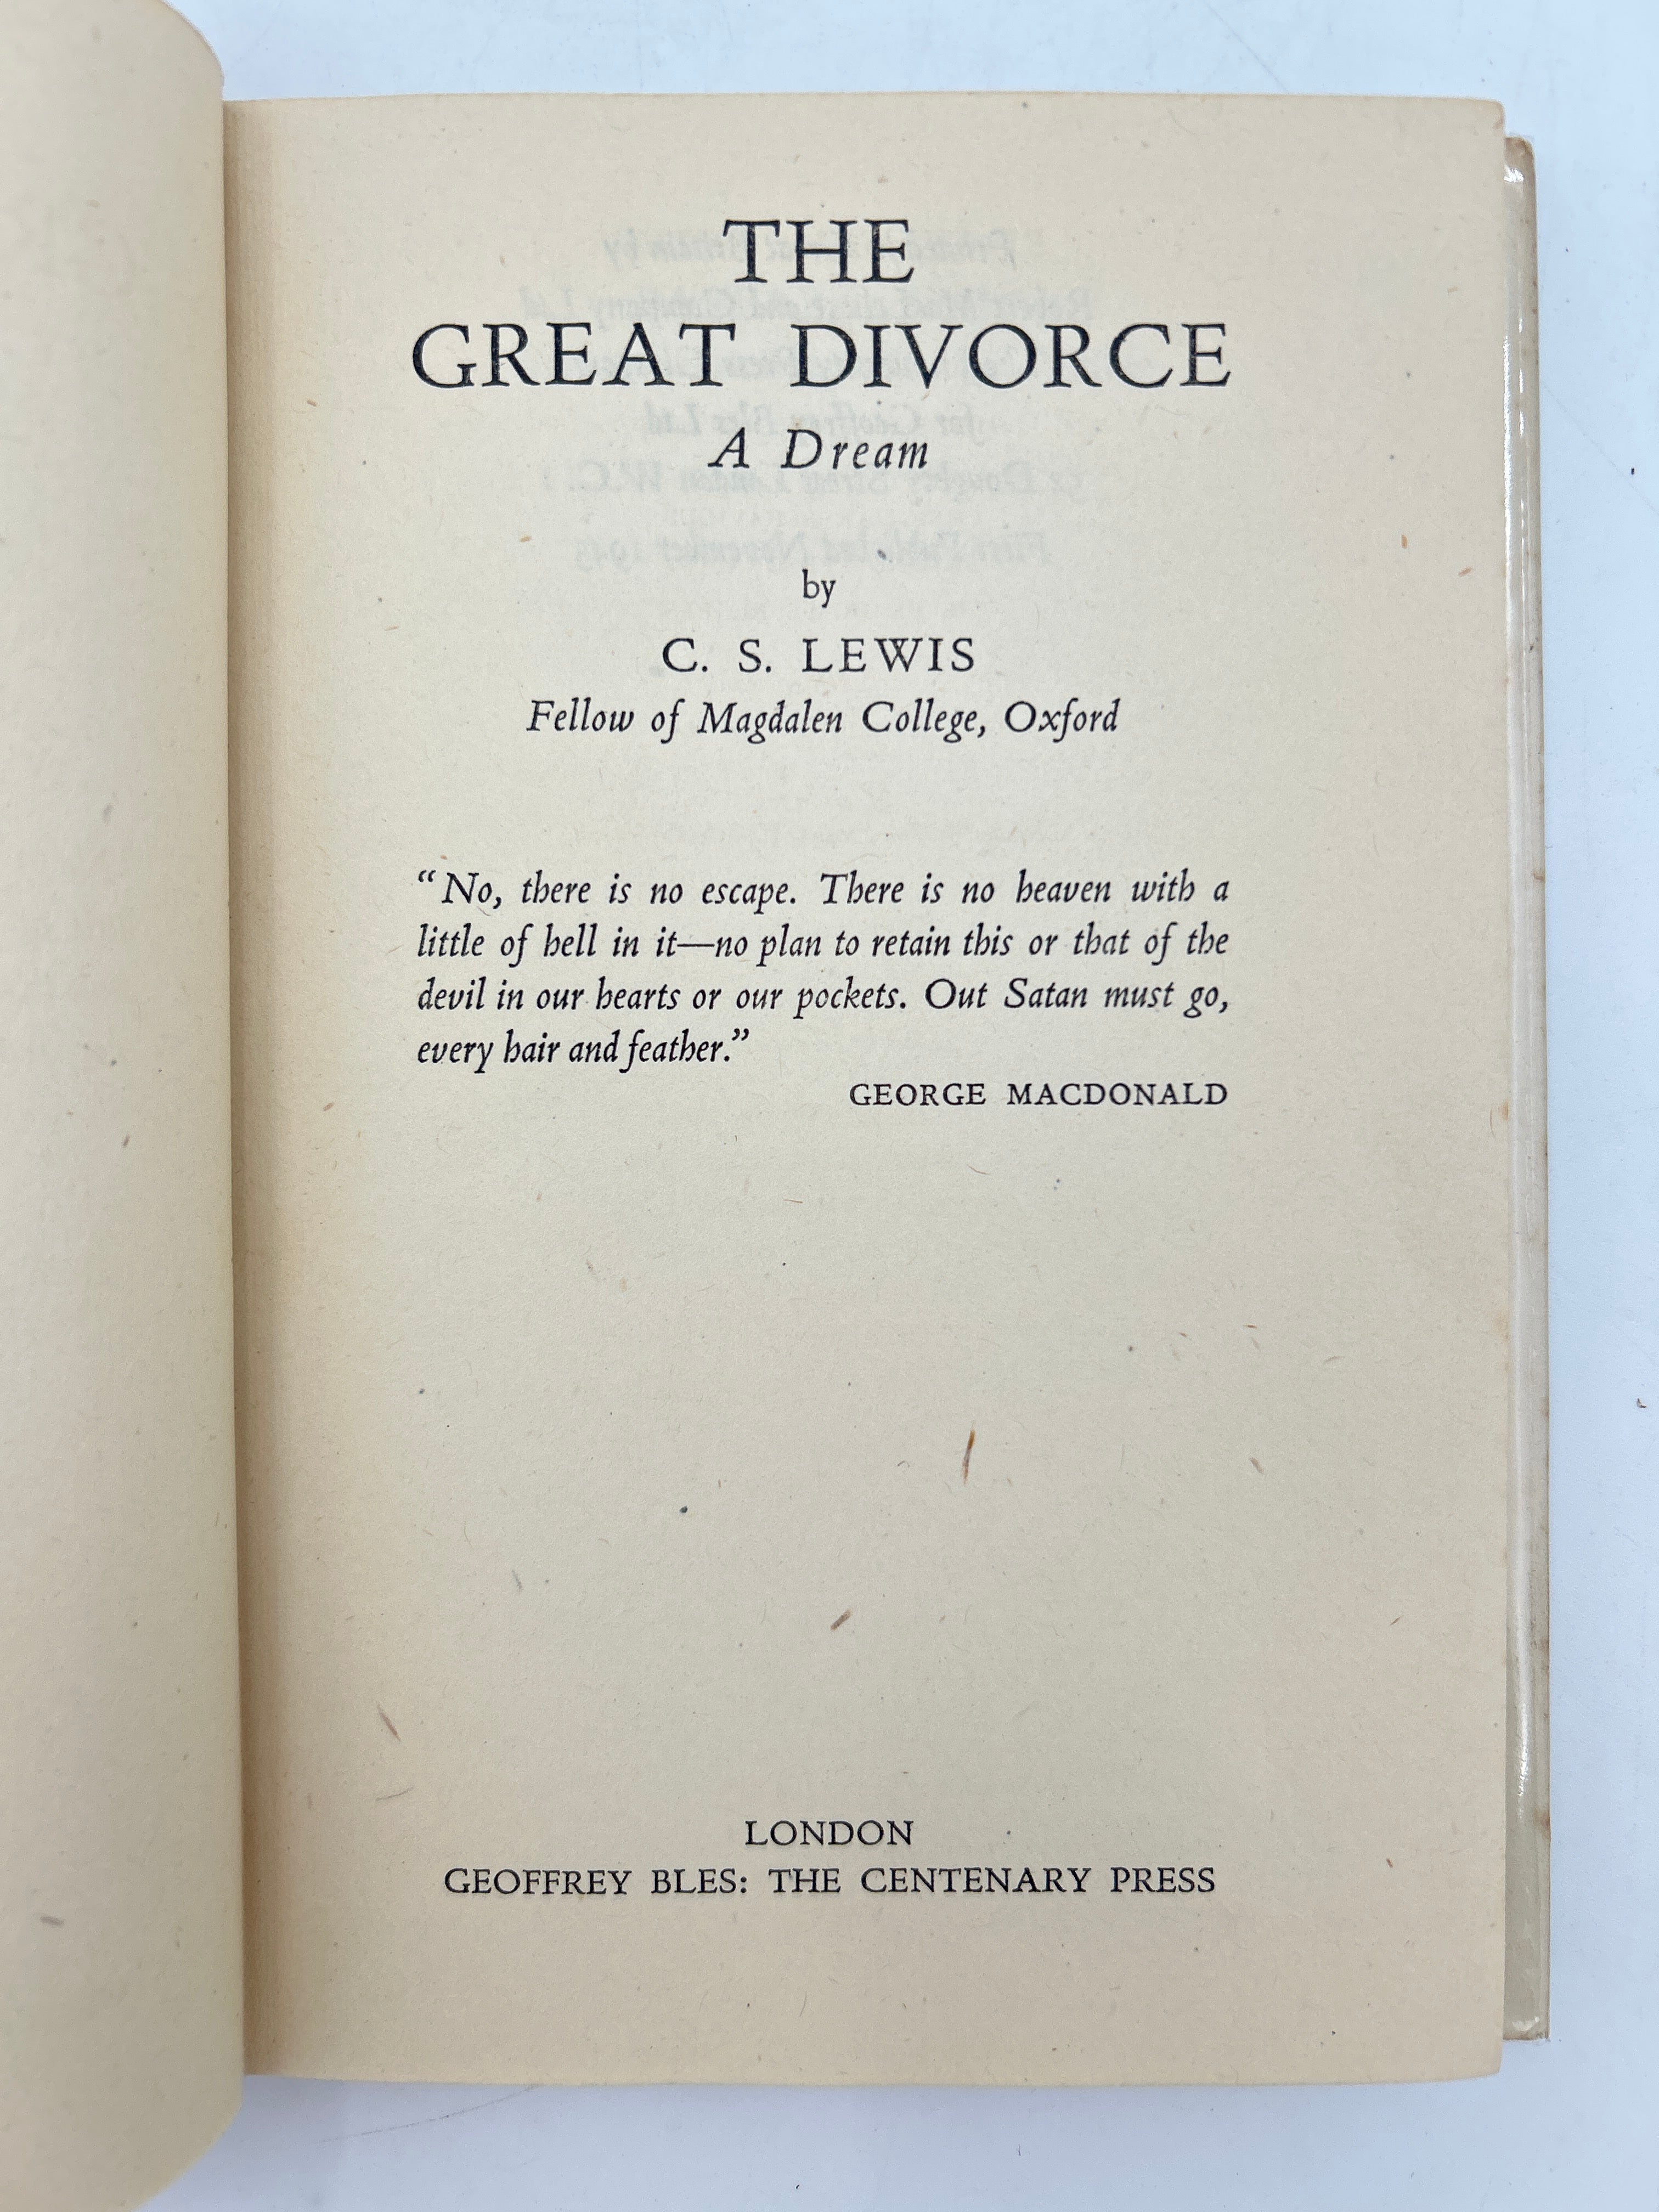 THE
GREAT DIVORCE
A Dream
by
C. S. LEWIS
Fellow of Magdalen College, Oxford
“No, there is no escape. There is no heaven with a
little of hell in it—no plan to retain this or that of the
devil in our hearts or our pockets. Out Satan must go,
every hair and feather.”
GEORGE MACDONALD
LONDON
GEOFFREY BLES: THE CENTENARY PRESS